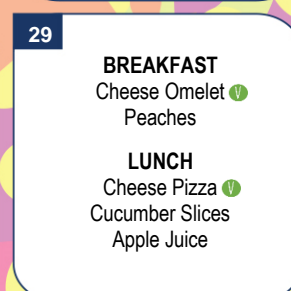 29
BREAKFAST
Cheese Omelet V
Peaches
LUNCH
Cheese Pizza V
Cucumber Slices
Apple Juice